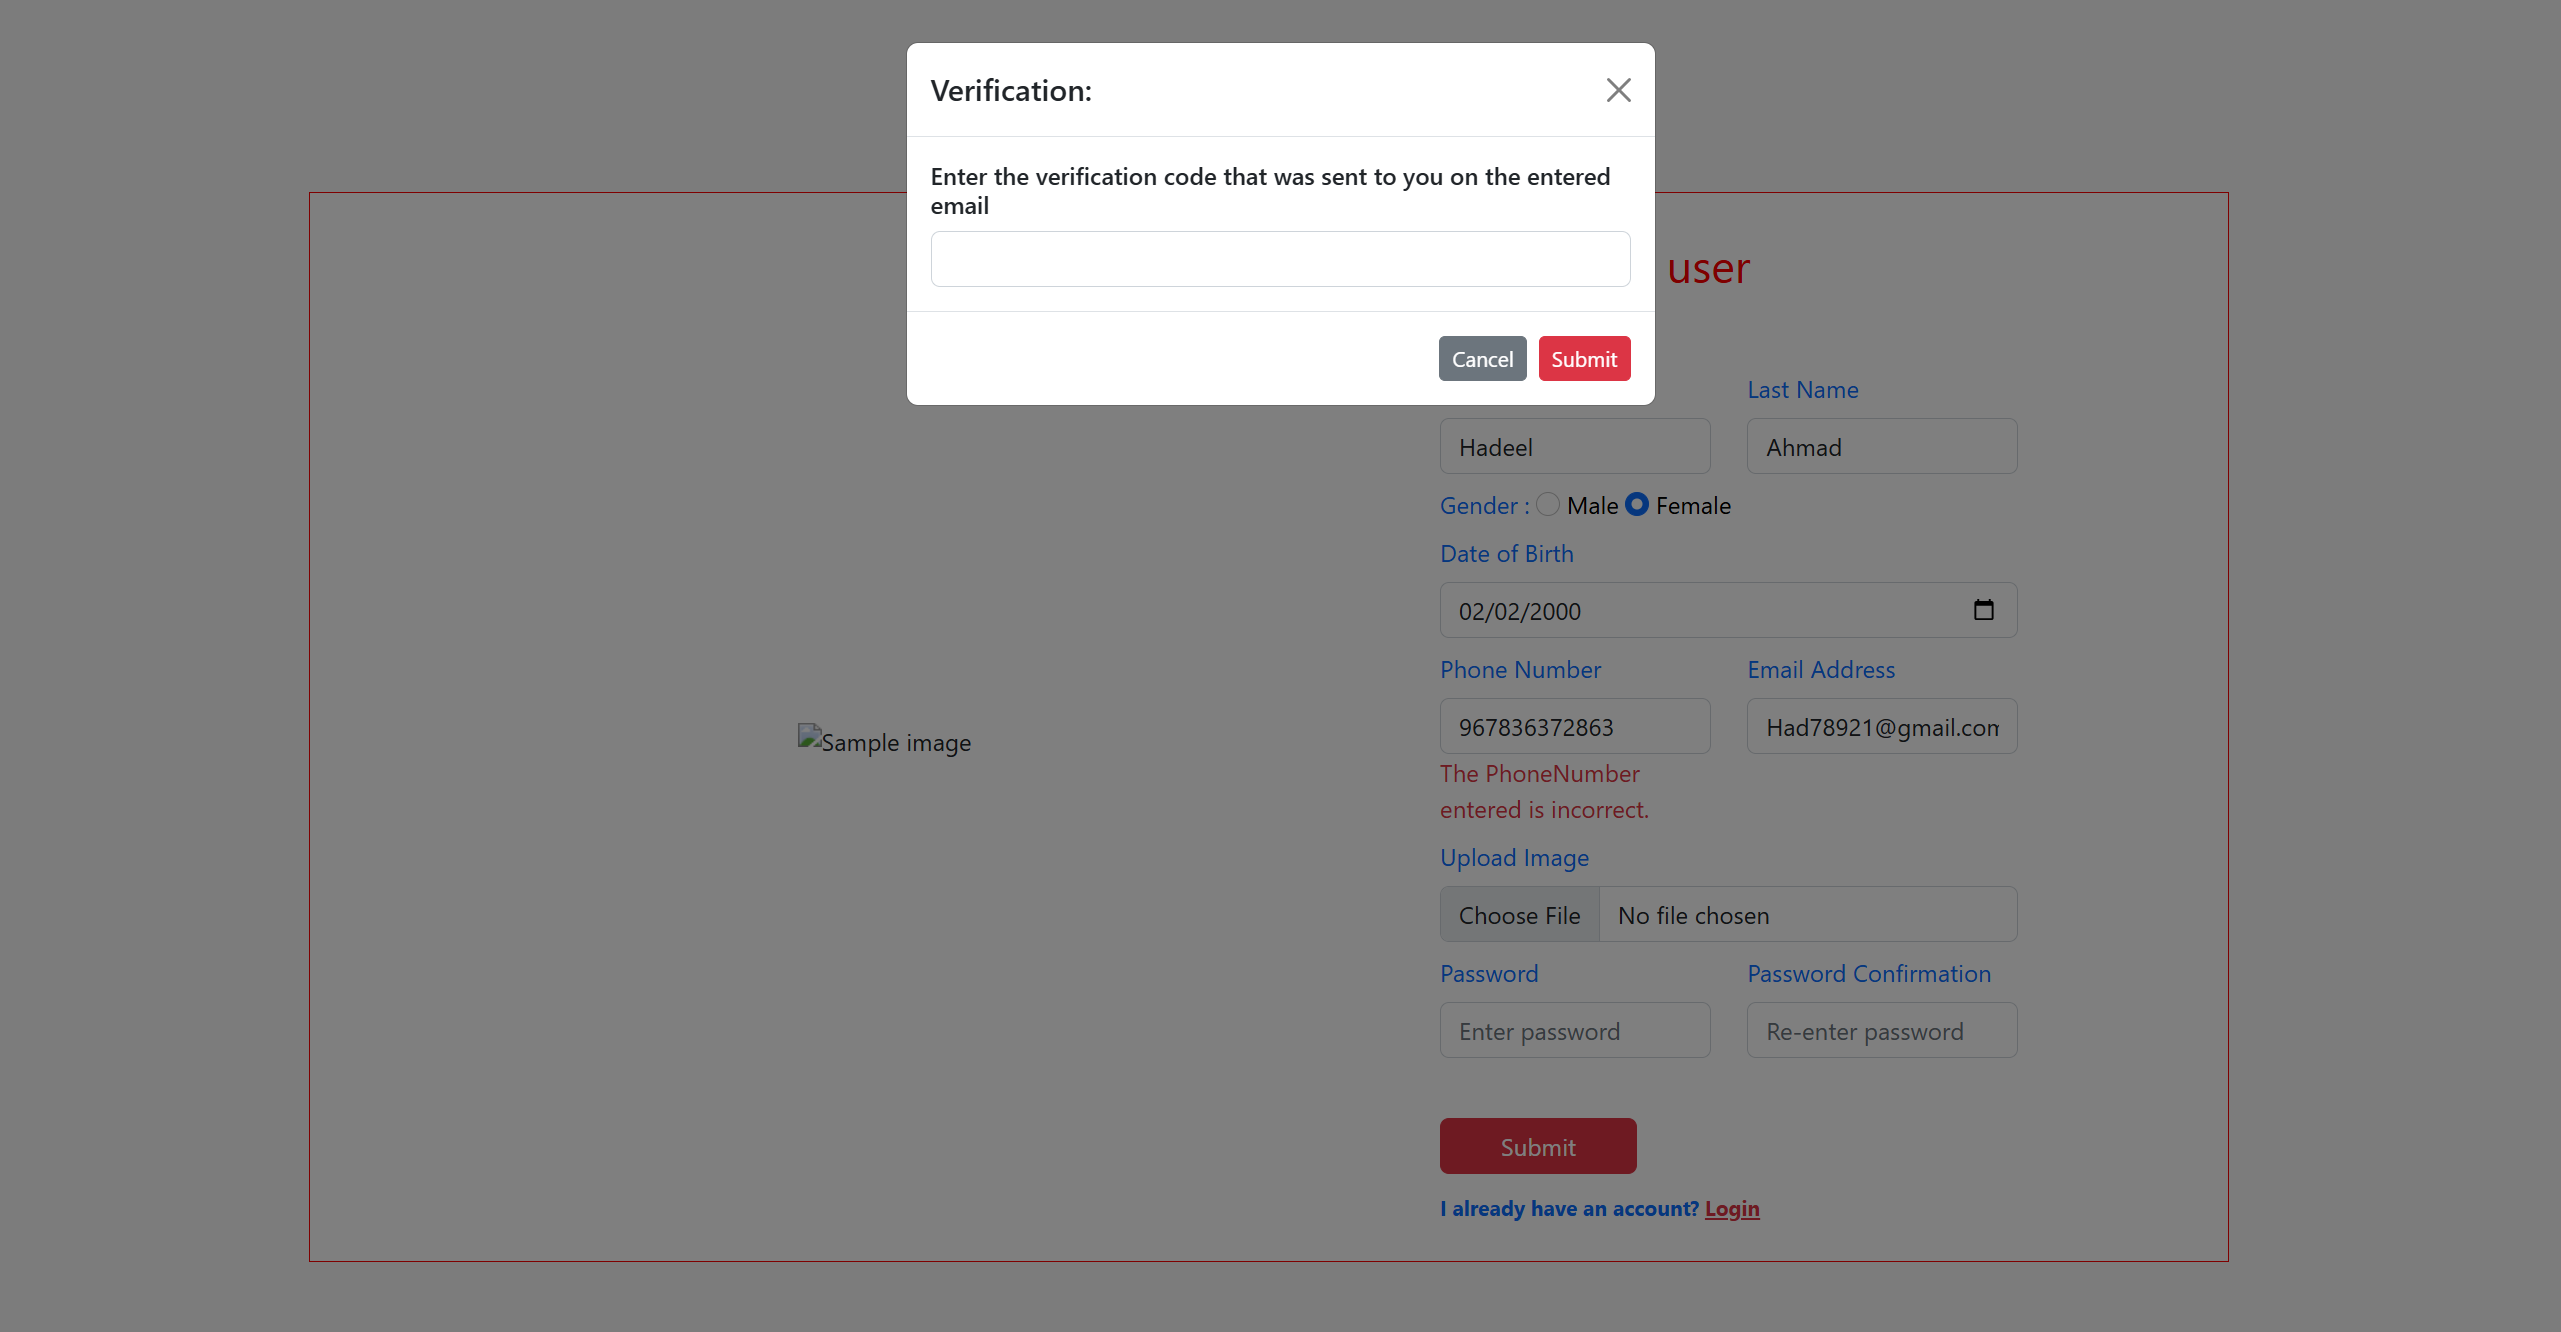 Verification:
Enter the verification code that was sent to you on the entered
email
Cancel Submit
user
Last Name
Hadeel Ahmad
Gender : Male Female
Date of Birth
02/02/2000
Phone Number Email Address
967836372863 Had78921@gmail.com
The PhoneNumber
entered is incorrect.
Sample image
Upload Image
Choose File No file chosen
Password Password Confirmation
Enter password Re-enter password
Submit
I already have an account? Login